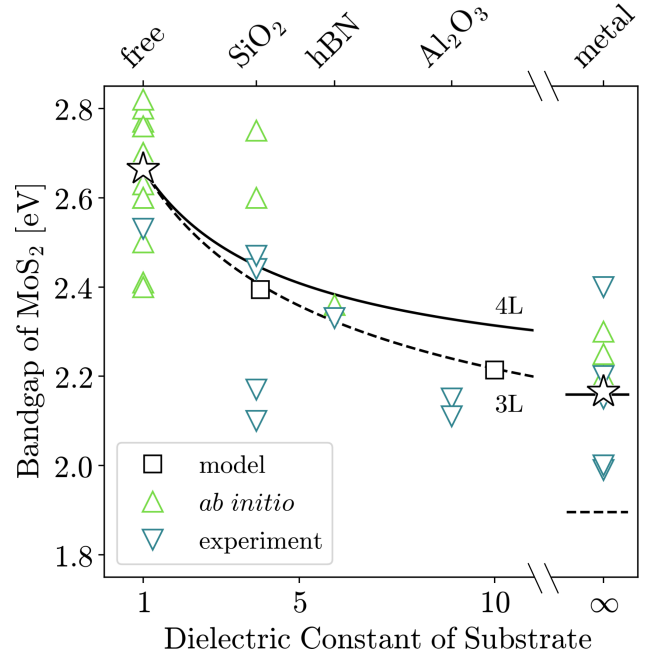 free SiO₂ hBN Al₂O₃ metal
2.8
2.6
2.4
2.2
2.0
1.8
Bandgap of MoS₂ [eV]
4L
3L
model
ab initio
experiment
1 5 10 ∞
Dielectric Constant of Substrate